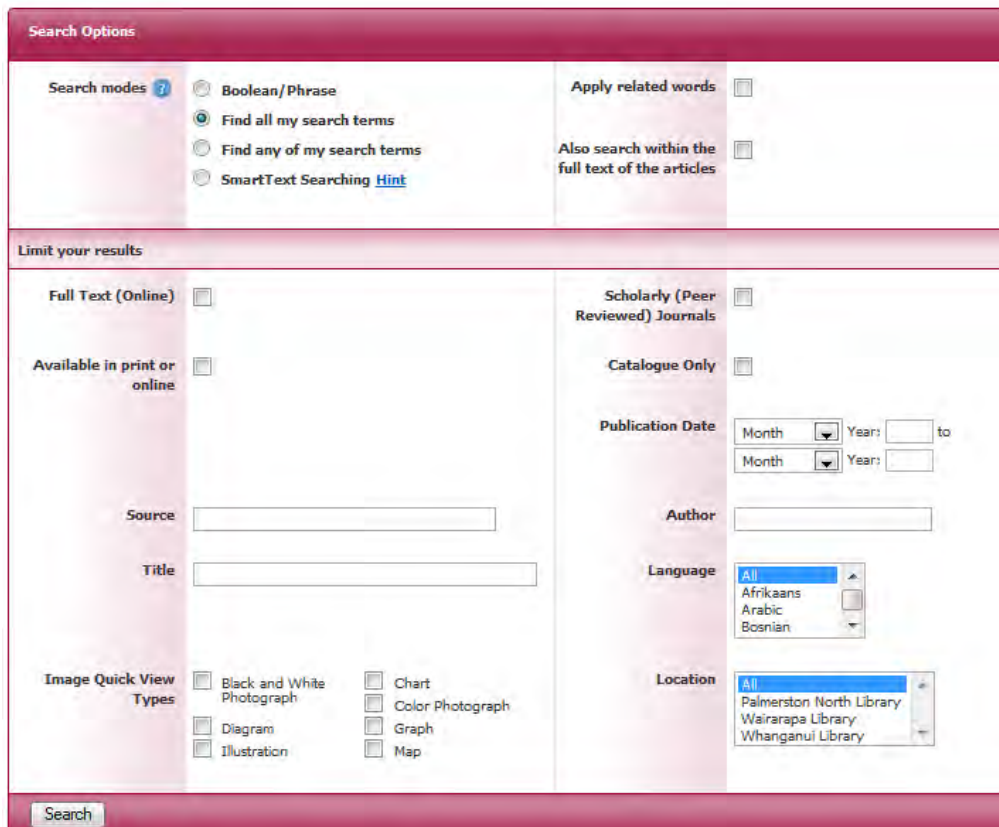 Search Options
Search modes ?
Boolean/Phrase
Find all my search terms
Find any of my search terms
SmartText Searching Hint
Apply related words
Also search within the
full text of the articles
Limit your results
Full Text (Online)
Scholarly (Peer
Reviewed) Journals
Available in print or
online
Catalogue Only
Publication Date
Month Year: to
Month Year:
Source
Author
Title
Language
All
Afrikaans
Arabic
Bosnian
Image Quick View
Types
Black and White
Photograph
Diagram
Illustration
Chart
Color Photograph
Graph
Map
Location
All
Palmerston North Library
Wairarapa Library
Whanganui Library
Search